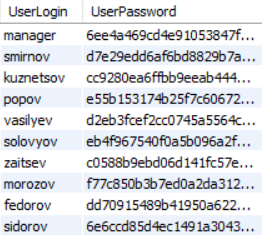 UserLogin UserPassword
manager 6ee4a469cd4e91053847f...
smirnov d7e29edd6af6bd8829b7a...
kuznetsov cc9280ea6ffbb9eeab444...
popov e55b153174b25f7c60672...
vasilyev d2eb3fcef2cc0745a5564c...
solovyov eb4f967540f0a5b096a2f...
zaitsev c0588b9ebd06d141fc57e...
morozov f77c850b3b7ed0a2da312...
fedorov dd70915489b41950a622...
sidorov 6e6ccd85d4ec1491a3043...